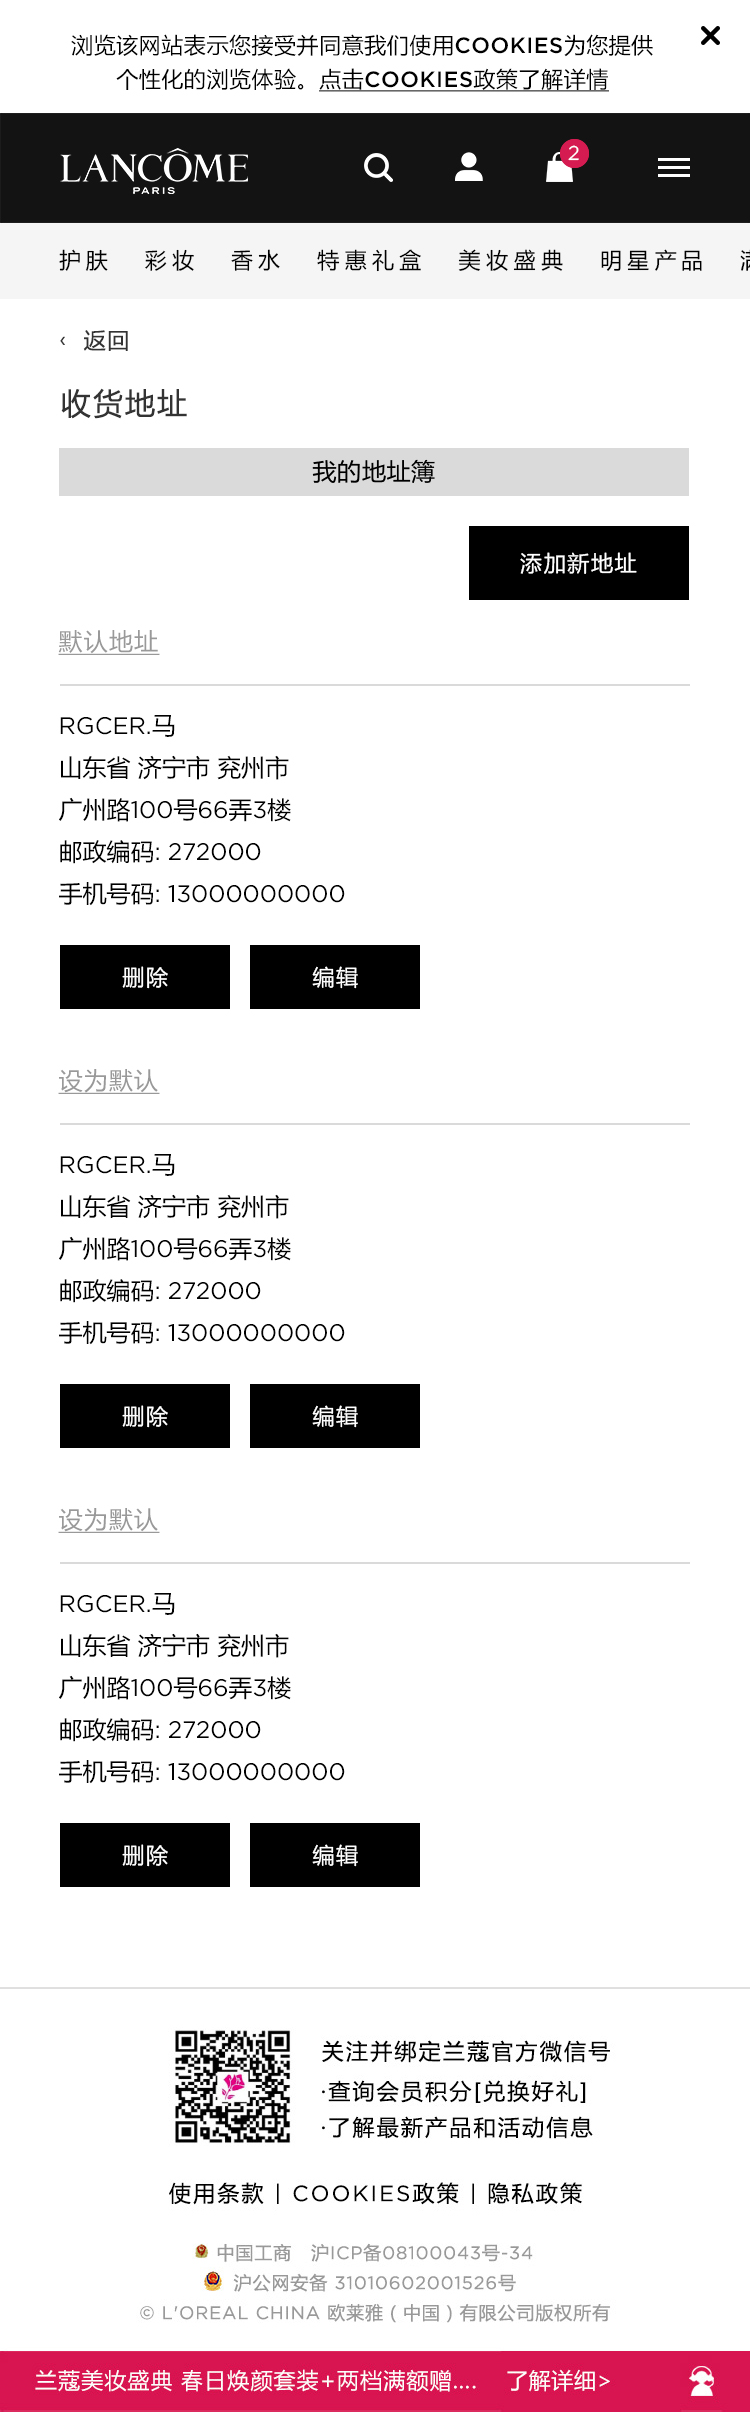 浏览该网站表示您接受并同意我们使用COOKIES为您提供
个性化的浏览体验。点击COOKIES政策了解详情
LANCÔME
PARIS
2
护肤 彩妆 香水 特惠礼盒 美妆盛典 明星产品
‹ 返回
收货地址
我的地址簿
添加新地址
默认地址
RGCER.马
山东省 济宁市 兖州市
广州路100号66弄3楼
邮政编码: 272000
手机号码: 13000000000
删除 编辑
设为默认
RGCER.马
山东省 济宁市 兖州市
广州路100号66弄3楼
邮政编码: 272000
手机号码: 13000000000
删除 编辑
设为默认
RGCER.马
山东省 济宁市 兖州市
广州路100号66弄3楼
邮政编码: 272000
手机号码: 13000000000
删除 编辑
关注并绑定兰蔻官方微信号
·查询会员积分[兑换好礼]
·了解最新产品和活动信息
使用条款 | COOKIES政策 | 隐私政策
中国工商 沪ICP备08100043号-34
沪公网安备 31010602001526号
© L'OREAL CHINA 欧莱雅 ( 中国 ) 有限公司版权所有
兰蔻美妆盛典 春日焕颜套装+两档满额赠.... 了解详细>